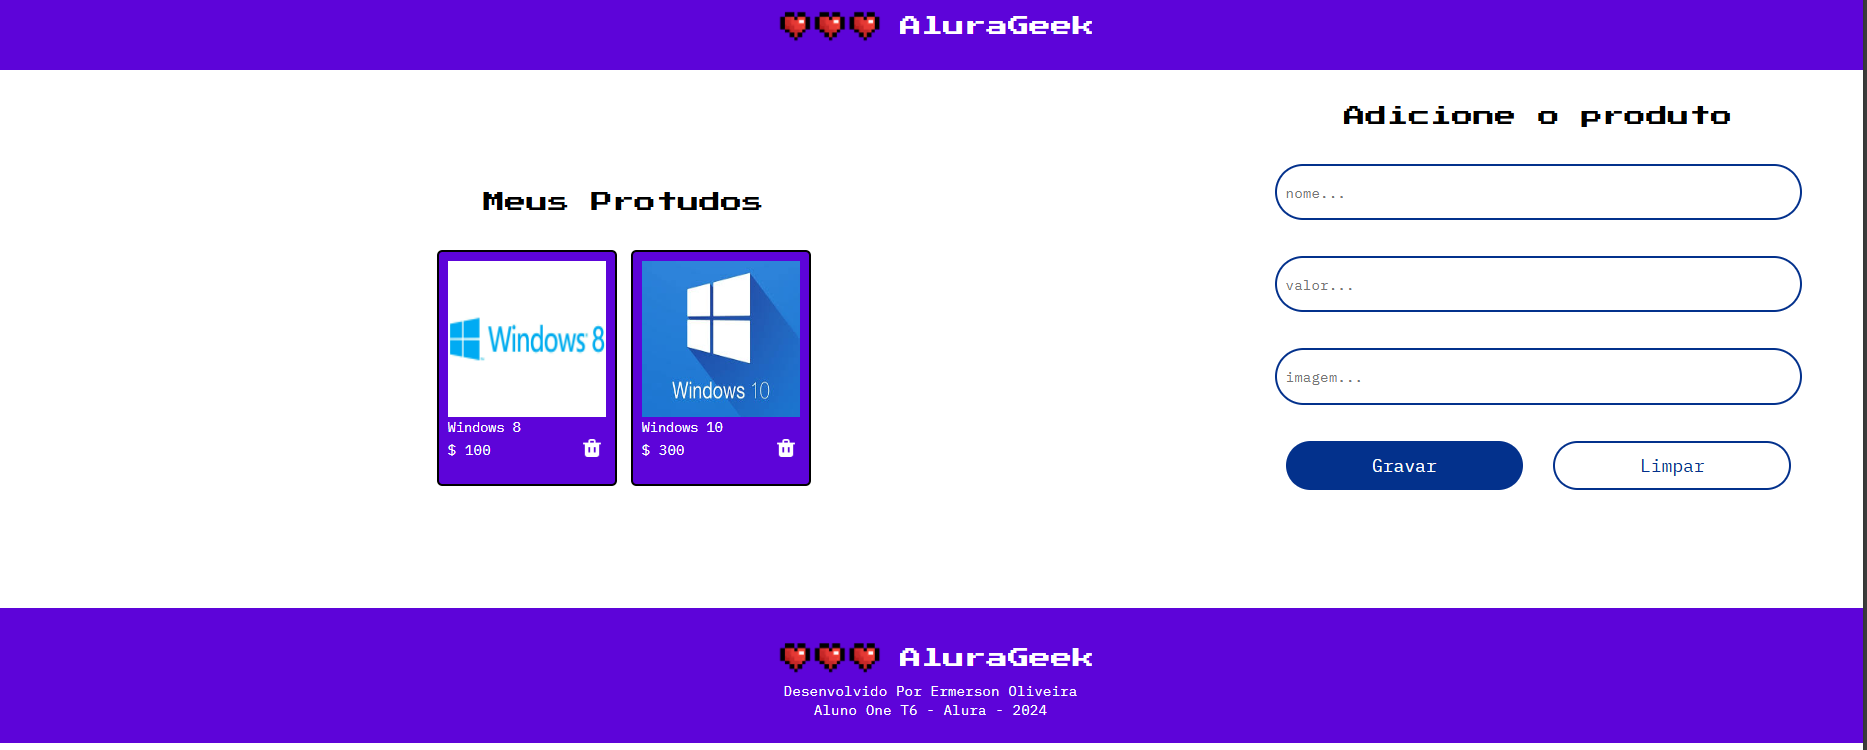 AluraGeek
Meus Protudos
Windows 8
Windows 10
Windows 8
$ 100
Windows 10
$ 300
Adicione o produto
nome...
valor...
imagem...
Gravar
Limpar
AluraGeek
Desenvolvido Por Ermerson Oliveira
Aluno One T6 - Alura - 2024